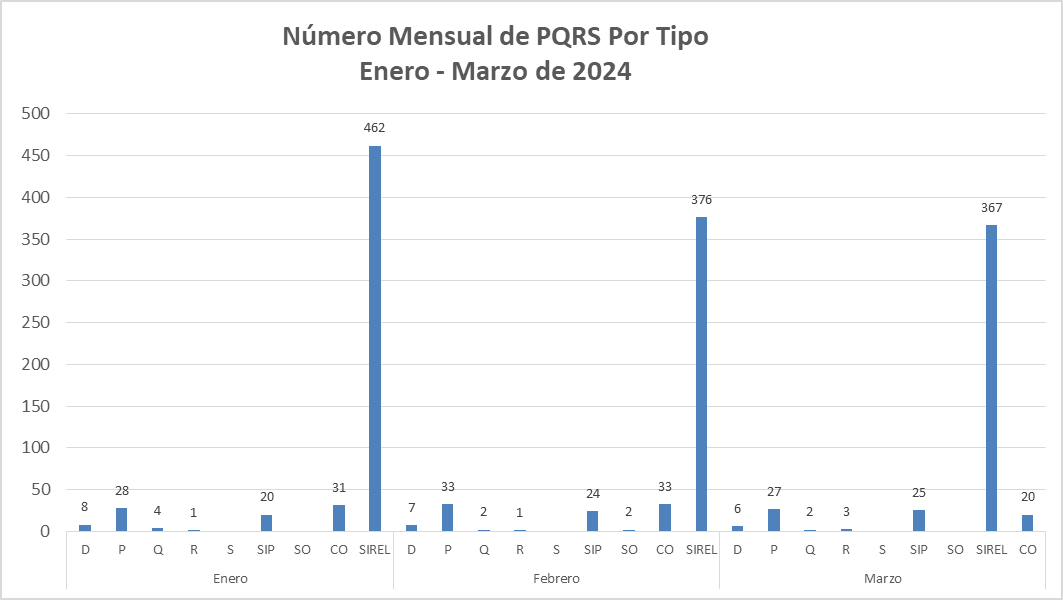 Número Mensual de PQRS Por Tipo
Enero - Marzo de 2024
500
450
400
350
300
250
200
150
100
50
0
8 28 4 1 20 31 462 7 33 2 1 24 2 33 376 6 27 2 3 25 367 20
D P Q R S SIP SO CO SIREL D P Q R S SIP SO CO SIREL D P Q R S SIP SO SIREL CO
Enero Febrero Marzo